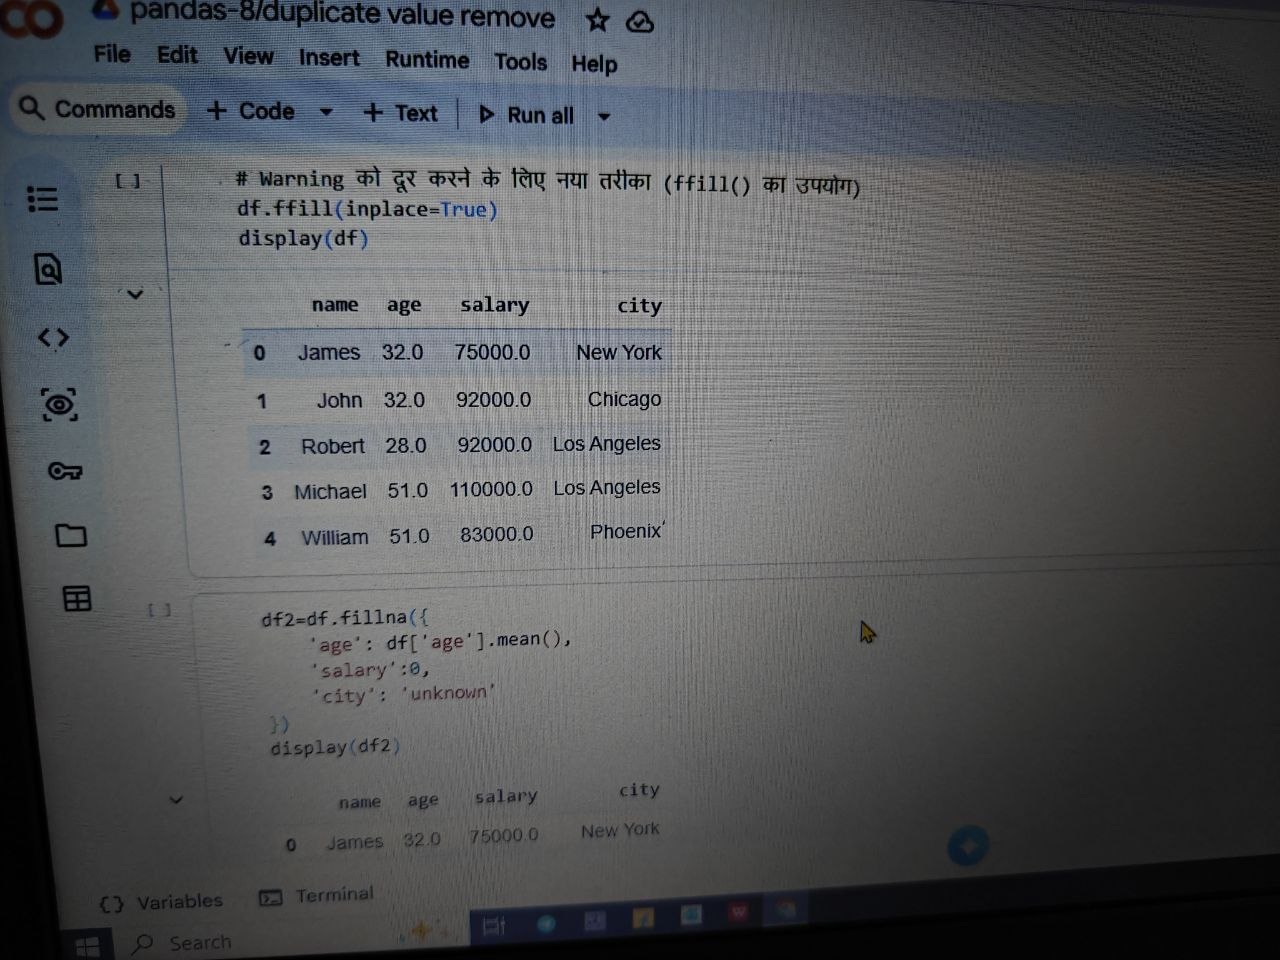 pandas-8/duplicate value remove
File Edit View Insert Runtime Tools Help
Commands + Code + Text Run all
[ ] # Warning को दूर करने के लिए नया तरीका (ffill() का उपयोग)
df.ffill(inplace=True)
display(df)
name age salary city
0 James 32.0 75000.0 New York
1 John 32.0 92000.0 Chicago
2 Robert 28.0 92000.0 Los Angeles
3 Michael 51.0 110000.0 Los Angeles
4 William 51.0 83000.0 Phoenix
[ ] df2=df.fillna({
'age': df['age'].mean(),
'salary':0,
'city': 'unknown'
})
display(df2)
name age salary city
0 James 32.0 75000.0 New York
{} Variables Terminal
Search